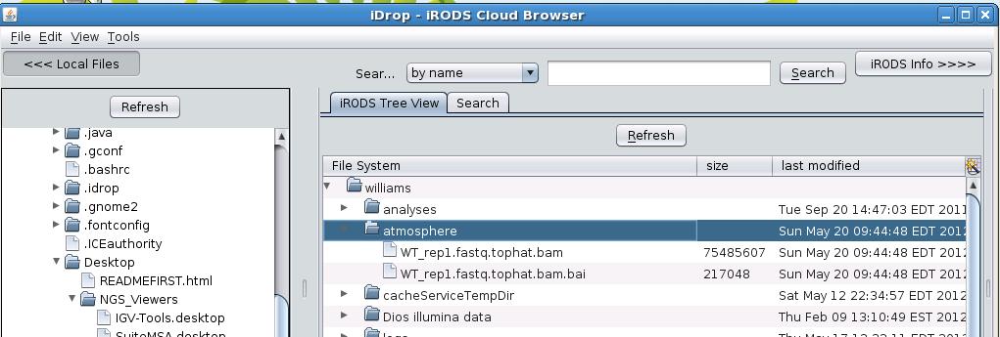 iDrop - iRODS Cloud Browser
File Edit View Tools
<<< Local Files
Sear... by name Search
iRODS Info >>>>
Refresh
.java
.gconf
.bashrc
.idrop
.gnome2
.fontconfig
.ICEauthority
Desktop
READMEFIRST.html
NGS_Viewers
IGV-Tools.desktop
SuiteMSA.desktop
iRODS Tree View Search
Refresh
File System size last modified
williams
analyses Tue Sep 20 14:47:03 EDT 2011
atmosphere Sun May 20 09:44:48 EDT 2012
WT_rep1.fastq.tophat.bam 75485607 Sun May 20 09:44:48 EDT 2012
WT_rep1.fastq.tophat.bam.bai 217048 Sun May 20 09:44:48 EDT 2012
cacheServiceTempDir Sat May 12 22:34:57 EDT 2012
Dios illumina data Thu Feb 09 13:10:49 EST 2012